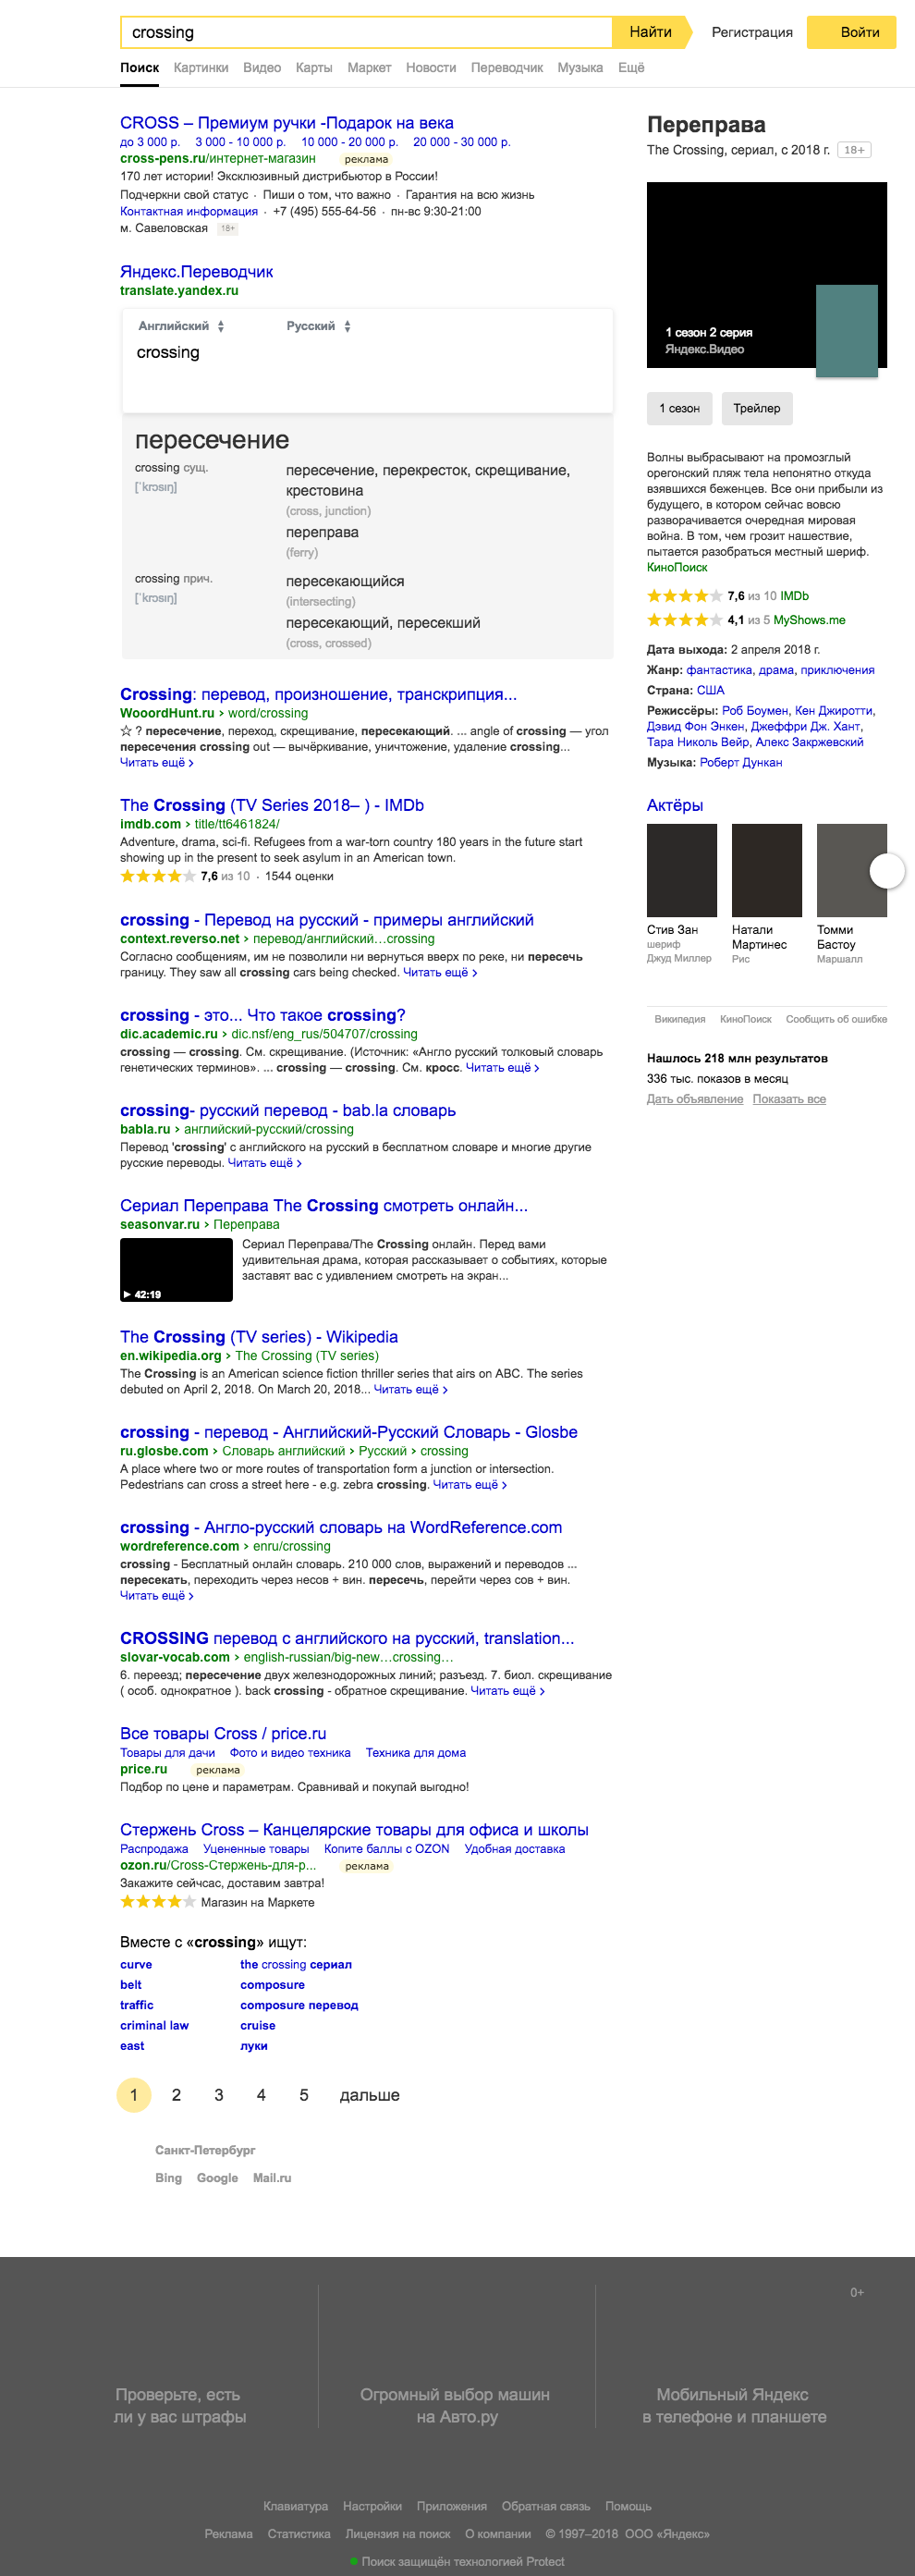 crossing
Найти
Регистрация
Войти
Поиск Картинки Видео Карты Маркет Новости Переводчик Музыка Ещё
CROSS – Премиум ручки -Подарок на века
до 3 000 р. 3 000 - 10 000 р. 10 000 - 20 000 р. 20 000 - 30 000 р.
cross-pens.ru/интернет-магазин реклама
170 лет истории! Эксклюзивный дистрибьютор в России!
Подчеркни свой статус · Пиши о том, что важно · Гарантия на всю жизнь
Контактная информация · +7 (495) 555-64-56 · пн-вс 9:30-21:00
м. Савеловская 18+
Яндекс.Переводчик
translate.yandex.ru
Английский Русский
crossing
пересечение
crossing сущ.
[ˈkrɔsıŋ]
пересечение, перекресток, скрещивание,
крестовина
(cross, junction)
переправа
(ferry)
crossing прич.
[ˈkrɔsıŋ]
пересекающийся
(intersecting)
пересекающий, пересекший
(cross, crossed)
Crossing: перевод, произношение, транскрипция...
WooordHunt.ru › word/crossing
☆ ? пересечение, переход, скрещивание, пересекающий. ... angle of crossing — угол
пересечения crossing out — вычёркивание, уничтожение, удаление crossing...
Читать ещё ›
The Crossing (TV Series 2018– ) - IMDb
imdb.com › title/tt6461824/
Adventure, drama, sci-fi. Refugees from a war-torn country 180 years in the future start
showing up in the present to seek asylum in an American town.
7,6 из 10 · 1544 оценки
crossing - Перевод на русский - примеры английский
context.reverso.net › перевод/английский…crossing
Согласно сообщениям, им не позволили ни вернуться вверх по реке, ни пересечь
границу. They saw all crossing cars being checked. Читать ещё ›
crossing - это... Что такое crossing?
dic.academic.ru › dic.nsf/eng_rus/504707/crossing
crossing — crossing. См. скрещивание. (Источник: «Англо русский толковый словарь
генетических терминов». ... crossing — crossing. См. кросс. Читать ещё ›
crossing- русский перевод - bab.la словарь
babla.ru › английский-русский/crossing
Перевод 'crossing' с английского на русский в бесплатном словаре и многие другие
русские переводы. Читать ещё ›
Сериал Переправа The Crossing смотреть онлайн...
seasonvar.ru › Переправа
42:19
Сериал Переправа/The Crossing онлайн. Перед вами
удивительная драма, которая рассказывает о событиях, которые
заставят вас с удивлением смотреть на экран...
The Crossing (TV series) - Wikipedia
en.wikipedia.org › The Crossing (TV series)
The Crossing is an American science fiction thriller series that airs on ABC. The series
debuted on April 2, 2018. On March 20, 2018... Читать ещё ›
crossing - перевод - Английский-Русский Словарь - Glosbe
ru.glosbe.com › Словарь английский › Русский › crossing
A place where two or more routes of transportation form a junction or intersection.
Pedestrians can cross a street here - e.g. zebra crossing. Читать ещё ›
crossing - Англо-русский словарь на WordReference.com
wordreference.com › enru/crossing
crossing - Бесплатный онлайн словарь. 210 000 слов, выражений и переводов ...
пересекать, переходить через несов + вин. пересечь, перейти через сов + вин.
Читать ещё ›
CROSSING перевод с английского на русский, translation...
slovar-vocab.com › english-russian/big-new…crossing…
6. переезд; пересечение двух железнодорожных линий; разъезд. 7. биол. скрещивание
( особ. однократное ). back crossing - обратное скрещивание. Читать ещё ›
Все товары Cross / price.ru
Товары для дачи Фото и видео техника Техника для дома
price.ru реклама
Подбор по цене и параметрам. Сравнивай и покупай выгодно!
Стержень Cross – Канцелярские товары для офиса и школы
Распродажа Уцененные товары Копите баллы с OZON Удобная доставка
ozon.ru/Cross-Стержень-для-р... реклама
Закажите сейчсас, доставим завтра!
Магазин на Маркете
Вместе с «crossing» ищут:
curve the crossing сериал
belt composure
traffic composure перевод
criminal law cruise
east луки
1 2 3 4 5 дальше
Санкт-Петербург
Bing Google Mail.ru
Переправа
The Crossing, сериал, с 2018 г. 18+
1 сезон 2 серия
Яндекс.Видео
1 сезон Трейлер
Волны выбрасывают на промозглый
орегонский пляж тела непонятно откуда
взявшихся беженцев. Все они прибыли из
будущего, в котором сейчас вовсю
разворачивается очередная мировая
война. В том, чем грозит нашествие,
пытается разобраться местный шериф.
КиноПоиск
7,6 из 10 IMDb
4,1 из 5 MyShows.me
Дата выхода: 2 апреля 2018 г.
Жанр: фантастика, драма, приключения
Страна: США
Режиссёры: Роб Боумен, Кен Джиротти,
Дэвид Фон Энкен, Джеффри Дж. Хант,
Тара Николь Вейр, Алекс Закржевский
Музыка: Роберт Дункан
Актёры
Стив Зан
шериф
Джуд Миллер
Натали
Мартинес
Рис
Томми
Бастоу
Маршалл
Википедия КиноПоиск Сообщить об ошибке
Нашлось 218 млн результатов
336 тыс. показов в месяц
Дать объявление Показать все
0+
Проверьте, есть
ли у вас штрафы
Огромный выбор машин
на Авто.ру
Мобильный Яндекс
в телефоне и планшете
Клавиатура Настройки Приложения Обратная связь Помощь
Реклама Статистика Лицензия на поиск О компании © 1997–2018 ООО «Яндекс»
Поиск защищён технологией Protect